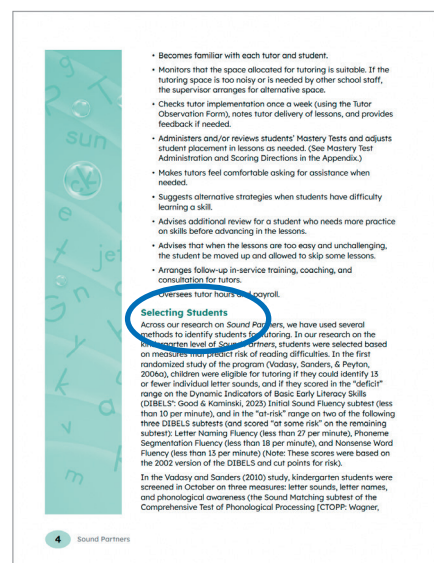 • Becomes familiar with each tutor and student.
• Monitors that the space allocated for tutoring is suitable. If the
tutoring space is too noisy or is needed by other school staff,
the supervisor arranges for alternative space.
• Checks tutor implementation once a week (using the Tutor
Observation Form), notes tutor delivery of lessons, and provides
feedback if needed.
• Administers and/or reviews students' Mastery Tests and adjusts
student placement in lessons as needed. (See Mastery Test
Administration and Scoring Directions in the Appendix.)
• Makes tutors feel comfortable asking for assistance when
needed.
• Suggests alternative strategies when students have difficulty
learning a skill.
• Advises additional review for a student who needs more practice
on skills before advancing in the lessons.
• Advises that when the lessons are too easy and unchallenging,
the student be moved up and allowed to skip some lessons.
• Arranges follow-up in-service training, coaching, and
consultation for tutors.
Oversees tutor hours and payroll.
Selecting Students
Across our research on Sound Partners, we have used several
methods to identify students for tutoring. In our research on the
kindergarten level of Sound Partners, students were selected based
on measures that predict risk of reading difficulties. In the first
randomized study of the program (Vadasy, Sanders, & Peyton,
2006a), children were eligible for tutoring if they could identify 13
or fewer individual letter sounds, and if they scored in the "deficit"
range on the Dynamic Indicators of Basic Early Literacy Skills
(DIBELS®: Good & Kaminski, 2023) Initial Sound Fluency subtest (less
than 10 per minute), and in the "at-risk" range on two of the following
three DIBELS subtests (and scored "at some risk" on the remaining
subtest): Letter Naming Fluency (less than 27 per minute), Phoneme
Segmentation Fluency (less than 18 per minute), and Nonsense Word
Fluency (less than 13 per minute) (Note: These scores were based on
the 2002 version of the DIBELS and cut points for risk).
In the Vadasy and Sanders (2010) study, kindergarten students were
screened in October on three measures: letter sounds, letter names,
and phonological awareness (the Sound Matching subtest of the
Comprehensive Test of Phonological Processing [CTOPP: Wagner,
sun
jet
4 Sound Partners